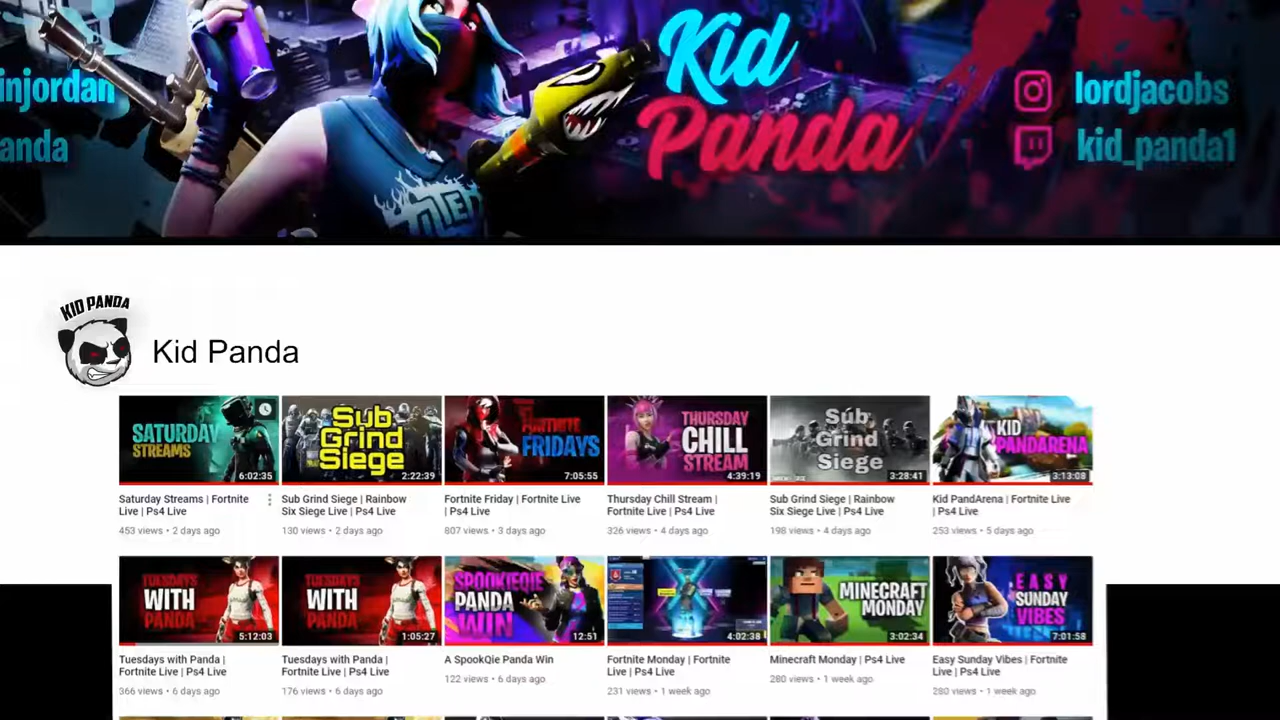 Kid
Panda
injordan
anda
lordjacobs
kid_panda1
KID PANDA
Kid Panda
SATURDAY
STREAMS
6:02:35
Sub
Grind
Siege
2:22:39
FORTNITE
FRIDAYS
7:05:55
THURSDAY
CHILL
STREAM
4:39:19
Sub
Grind
Siege
3:28:41
KID
PANDARENA
3:13:08
Saturday Streams | Fortnite
Live | Ps4 Live
453 views • 2 days ago
Sub Grind Siege | Rainbow
Six Siege Live | Ps4 Live
130 views • 2 days ago
Fortnite Friday | Fortnite Live
| Ps4 Live
807 views • 3 days ago
Thursday Chill Stream |
Fortnite Live | Ps4 Live
326 views • 4 days ago
Sub Grind Siege | Rainbow
Six Siege Live | Ps4 Live
198 views • 4 days ago
Kid PandArena | Fortnite Live
| Ps4 Live
253 views • 5 days ago
TUESDAYS
WITH
PANDA
5:12:03
TUESDAYS
WITH
PANDA
1:05:27
SPOOKIEQIE
PANDA
WIN
12:51
4:02:38
MINECRAFT
MONDAY
3:02:34
EASY
SUNDAY
VIBES
7:01:58
Tuesdays with Panda |
Fortnite Live | Ps4 Live
366 views • 6 days ago
Tuesdays with Panda |
Fortnite Live | Ps4 Live
176 views • 6 days ago
A SpookQie Panda Win
122 views • 6 days ago
Fortnite Monday | Fortnite
Live | Ps4 Live
231 views • 1 week ago
Minecraft Monday | Ps4 Live
280 views • 1 week ago
Easy Sunday Vibes | Fortnite
Live | Ps4 Live
280 views • 1 week ago